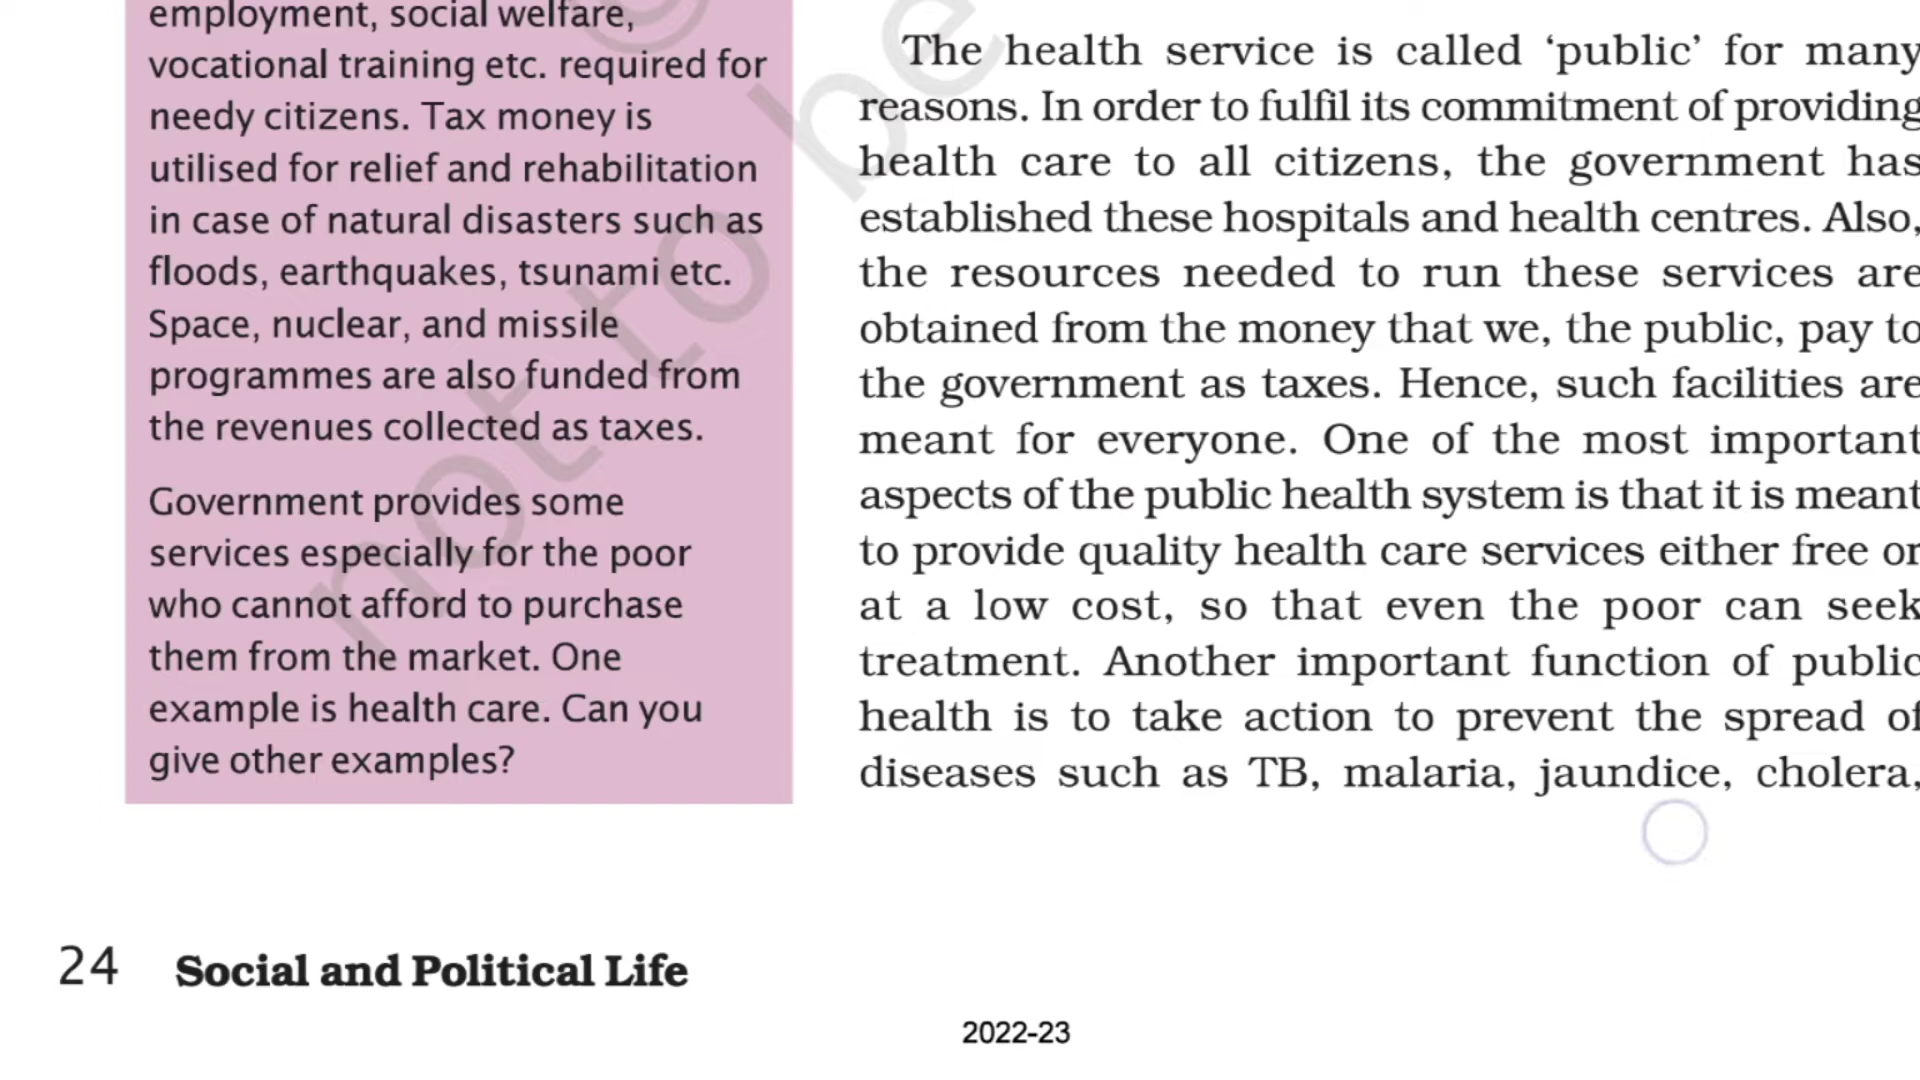 employment, social welfare,
vocational training etc. required for
needy citizens. Tax money is
utilised for relief and rehabilitation
in case of natural disasters such as
floods, earthquakes, tsunami etc.
Space, nuclear, and missile
programmes are also funded from
the revenues collected as taxes.
Government provides some
services especially for the poor
who cannot afford to purchase
them from the market. One
example is health care. Can you
give other examples?
The health service is called ‘public’ for many
reasons. In order to fulfil its commitment of providing
health care to all citizens, the government has
established these hospitals and health centres. Also,
the resources needed to run these services are
obtained from the money that we, the public, pay to
the government as taxes. Hence, such facilities are
meant for everyone. One of the most important
aspects of the public health system is that it is meant
to provide quality health care services either free or
at a low cost, so that even the poor can seek
treatment. Another important function of public
health is to take action to prevent the spread of
diseases such as TB, malaria, jaundice, cholera,
not to be
24 Social and Political Life
2022-23